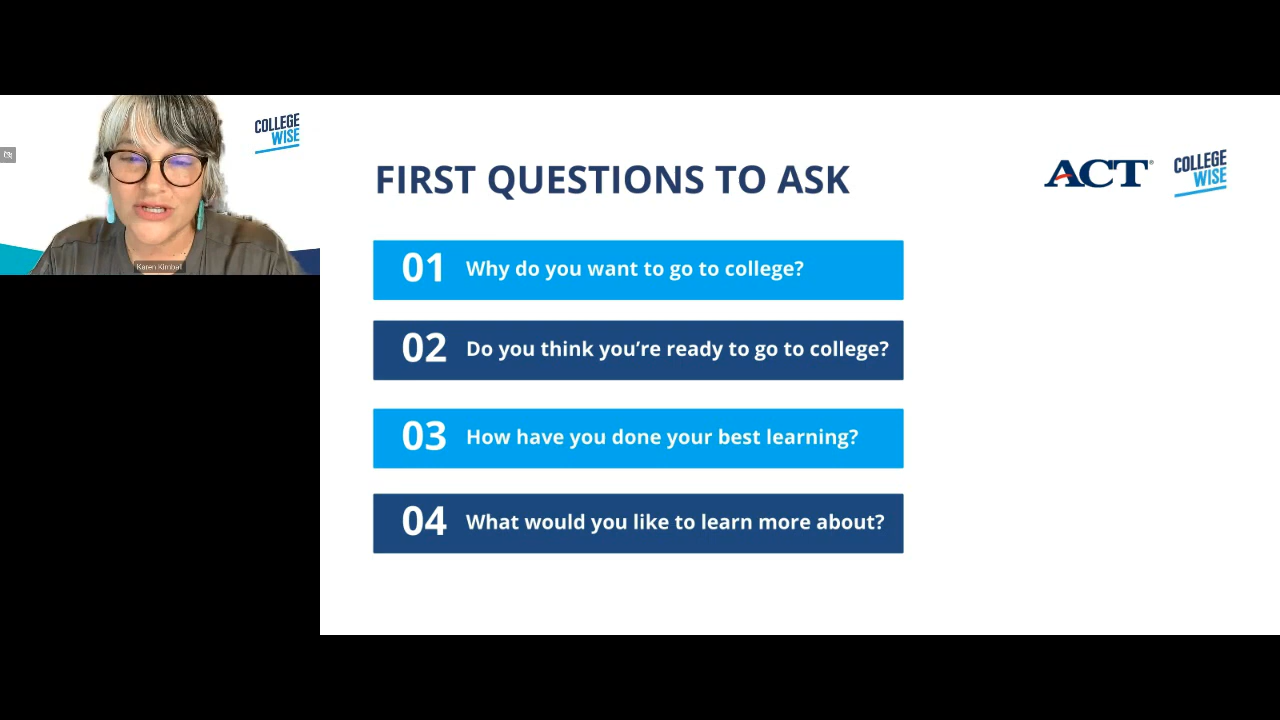 COLLEGE
WISE
Karen Kimball
FIRST QUESTIONS TO ASK
ACT®
COLLEGE
WISE
01 Why do you want to go to college?
02 Do you think you're ready to go to college?
03 How have you done your best learning?
04 What would you like to learn more about?